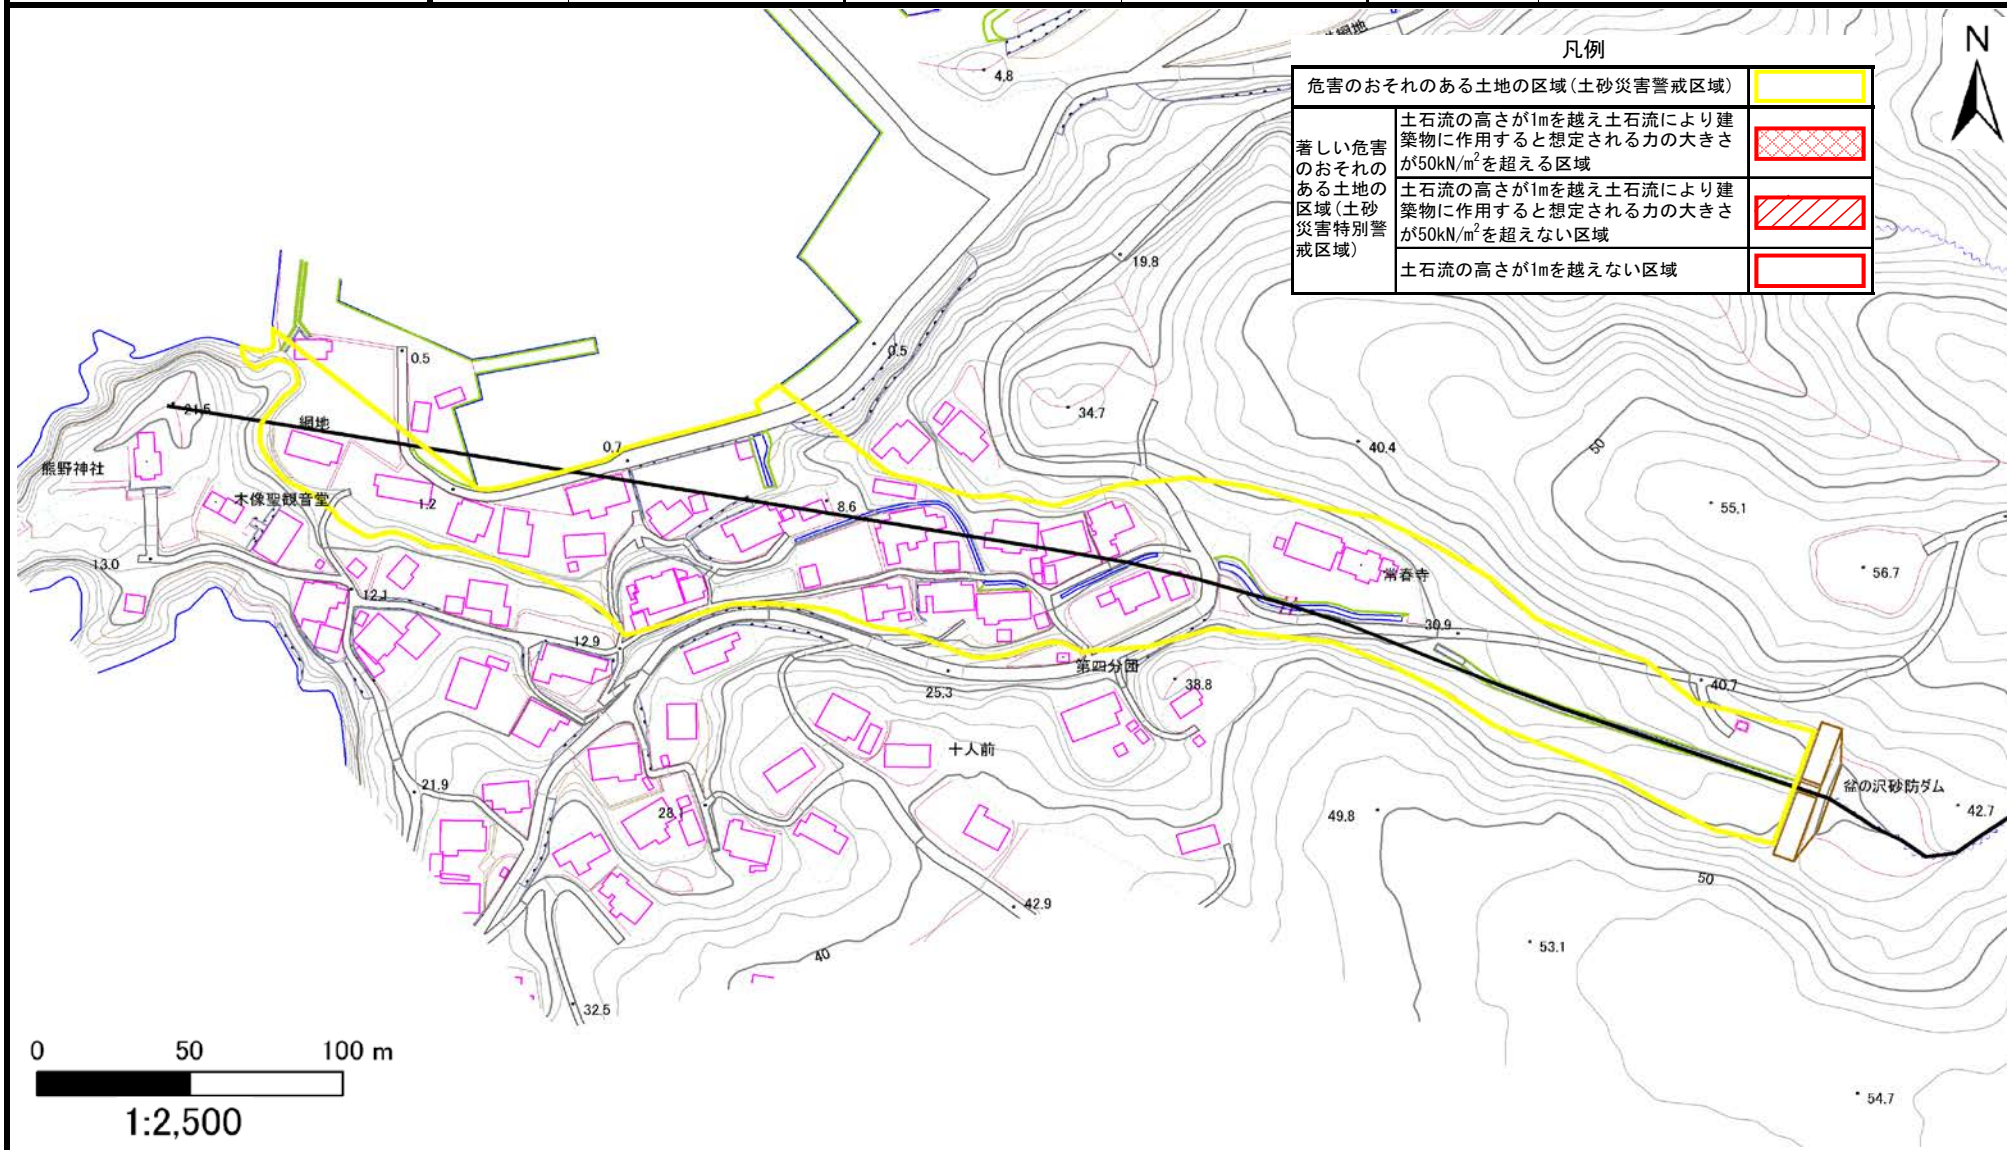 凡例
N
危害のおそれのある土地の区域(土砂災害警戒区域)
著しい危害
のおそれの
ある土地の
区域(土砂
災害特別警
戒区域)
土石流の高さが1mを越え土石流により建
築物に作用すると想定される力の大きさ
が50kN/㎡を超える区域
土石流の高さが1mを越え土石流により建
築物に作用すると想定される力の大きさ
が50kN/㎡を超えない区域
土石流の高さが1mを越えない区域
4.8
19.8
0.5
0.5
21.5
網地
34.7
40.4
50
0.7
熊野神社
木像聖観音堂
1.2
8.6
55.1
13.0
12.1
常春寺
56.7
12.9
30.9
第四分団
25.3
38.8
40.7
十人前
21.9
盆の沢砂防ダム
42.7
28.1
49.8
50
42.9
40
53.1
32.5
54.7
0 50 100 m
1:2,500